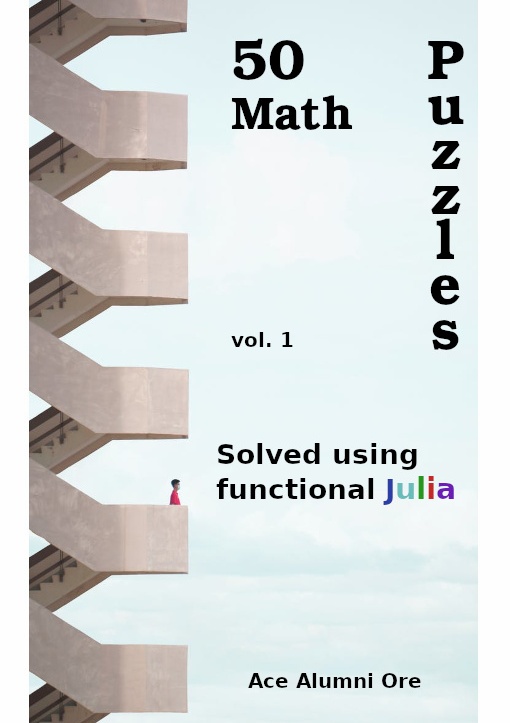 50
Math
Puzzles
vol. 1
Solved using
functional Julia
Ace Alumni Ore